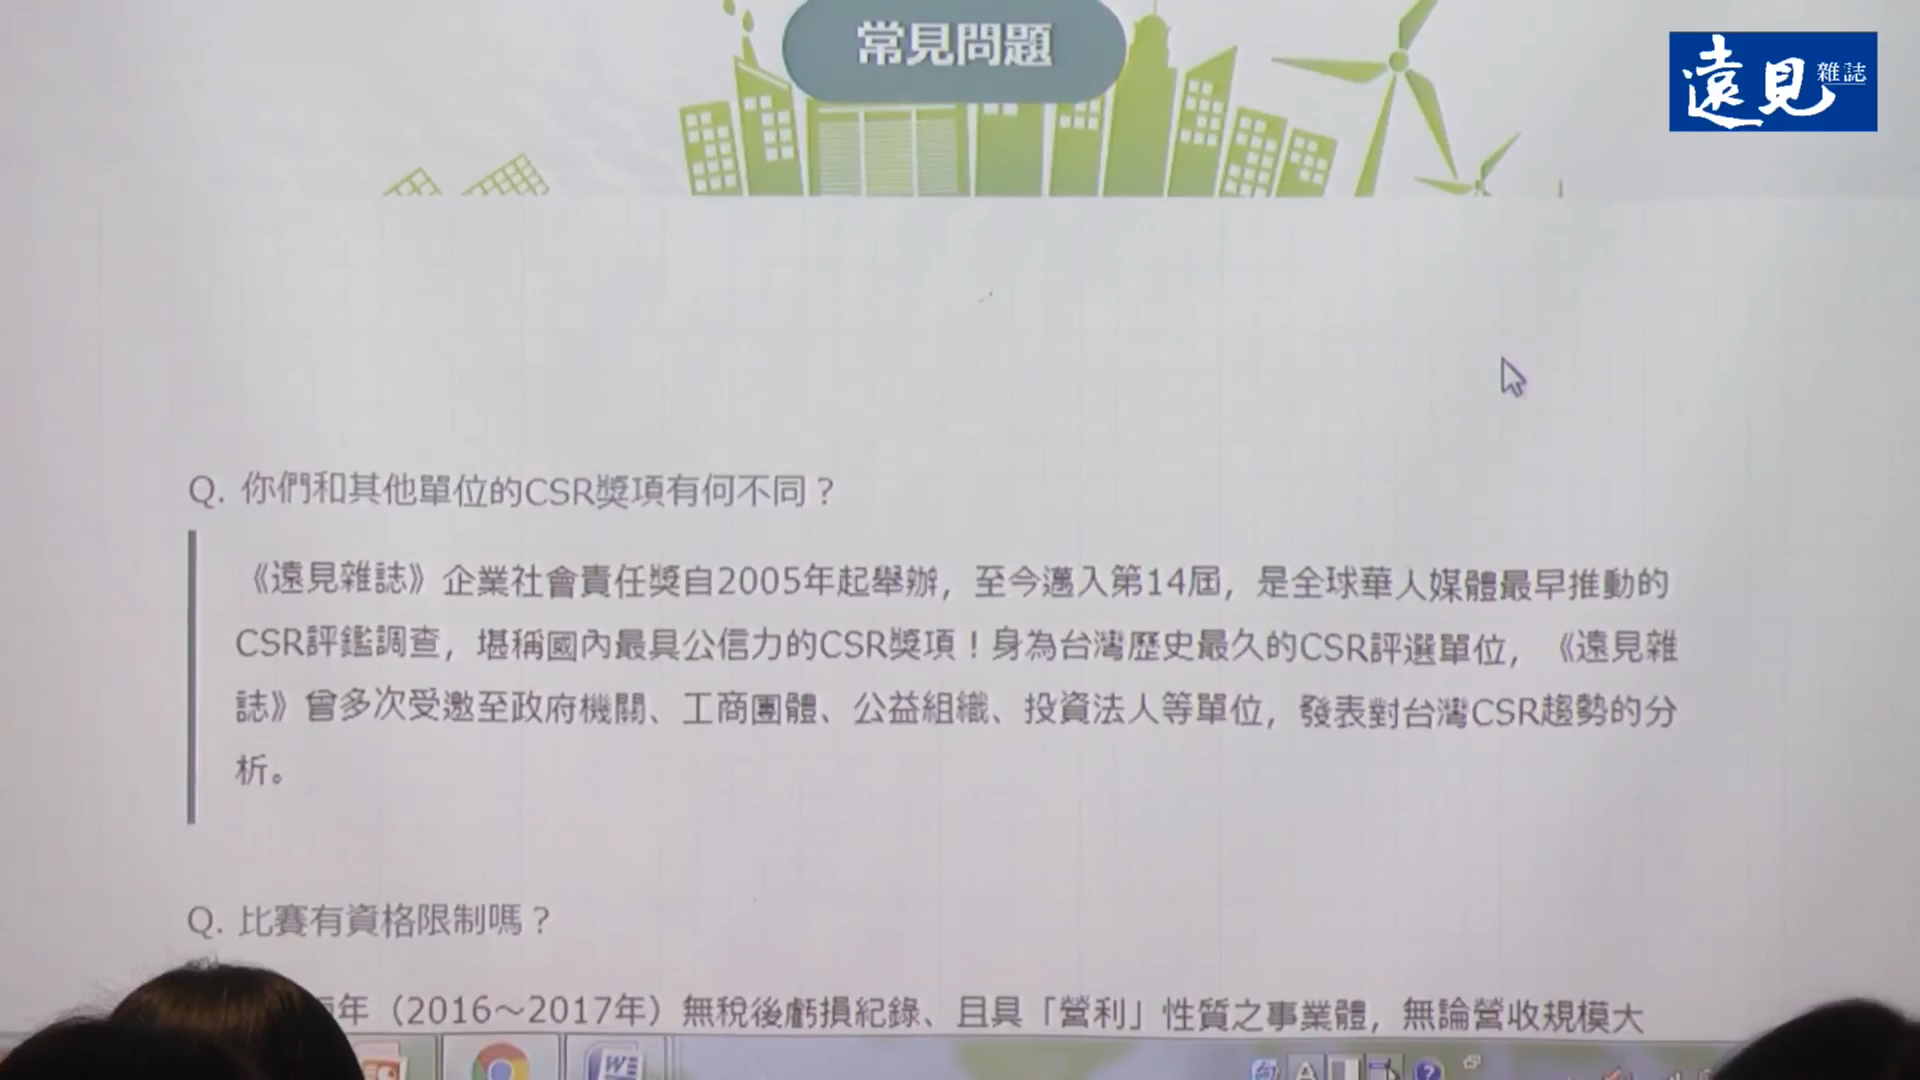 常見問題
遠見雜誌
Q. 你們和其他單位的CSR獎項有何不同？
《遠見雜誌》企業社會責任獎自2005年起舉辦，至今邁入第14屆，是全球華人媒體最早推動的
CSR評鑑調查，堪稱國內最具公信力的CSR獎項！身為台灣歷史最久的CSR評選單位，《遠見雜
誌》曾多次受邀至政府機關、工商團體、公益組織、投資法人等單位，發表對台灣CSR趨勢的分
析。
Q. 比賽有資格限制嗎？
年（2016～2017年）無稅後虧損紀錄、且具「營利」性質之事業體，無論營收規模大